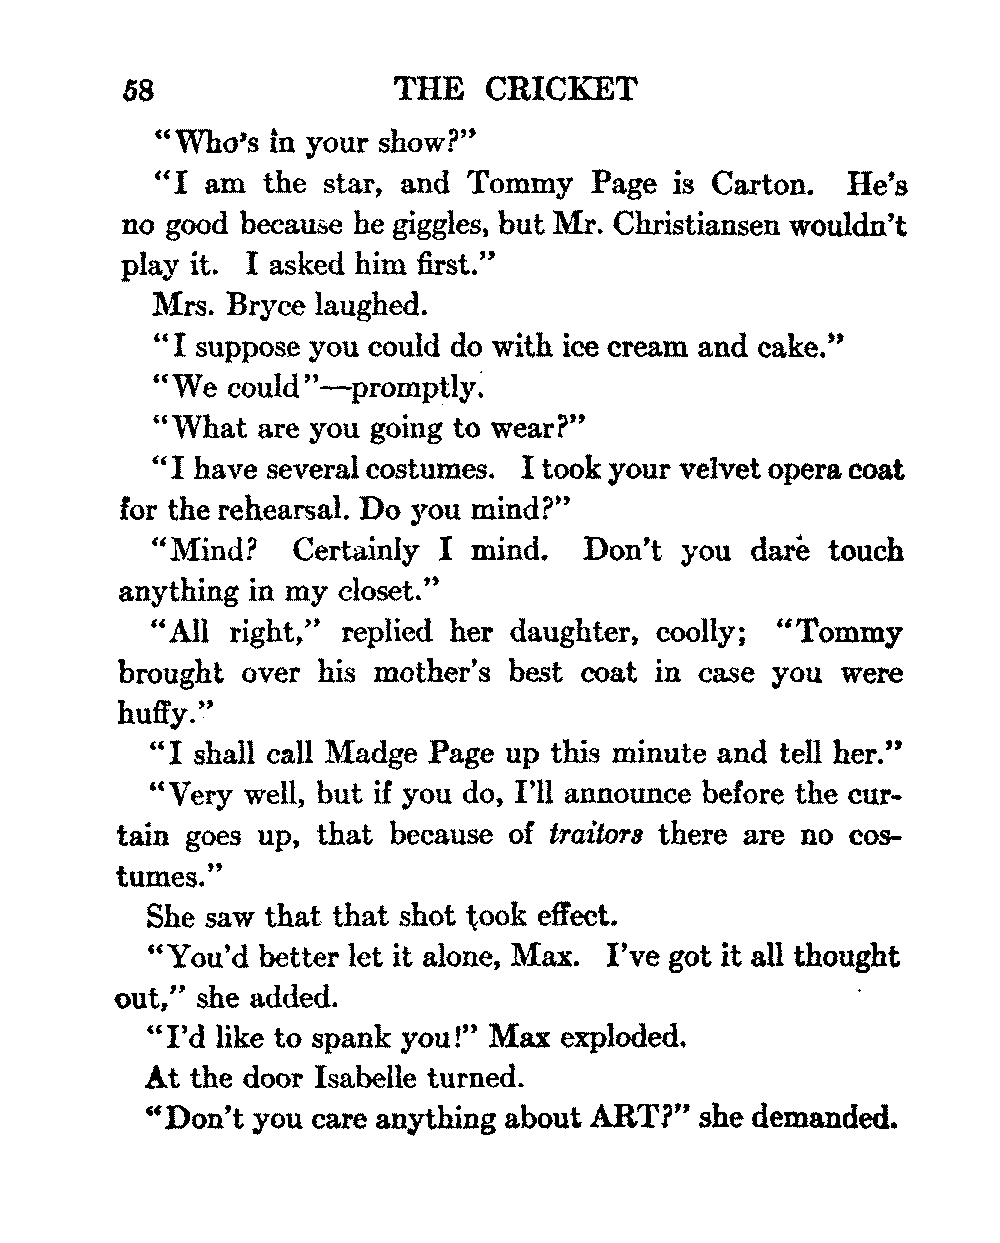 58 THE CRICKET
"Who's in your show?"
"I am the star, and Tommy Page is Carton. He's
no good because he giggles, but Mr. Christiansen wouldn't
play it. I asked him first."
Mrs. Bryce laughed.
"I suppose you could do with ice cream and cake."
"We could"—promptly.
"What are you going to wear?"
"I have several costumes. I took your velvet opera coat
for the rehearsal. Do you mind?"
"Mind? Certainly I mind. Don't you dare touch
anything in my closet."
"All right," replied her daughter, coolly; "Tommy
brought over his mother's best coat in case you were
huffy."
"I shall call Madge Page up this minute and tell her."
"Very well, but if you do, I'll announce before the cur-
tain goes up, that because of traitors there are no cos-
tumes."
She saw that that shot took effect.
"You'd better let it alone, Max. I've got it all thought
out," she added.
"I'd like to spank you!" Max exploded.
At the door Isabelle turned.
"Don't you care anything about ART?" she demanded.